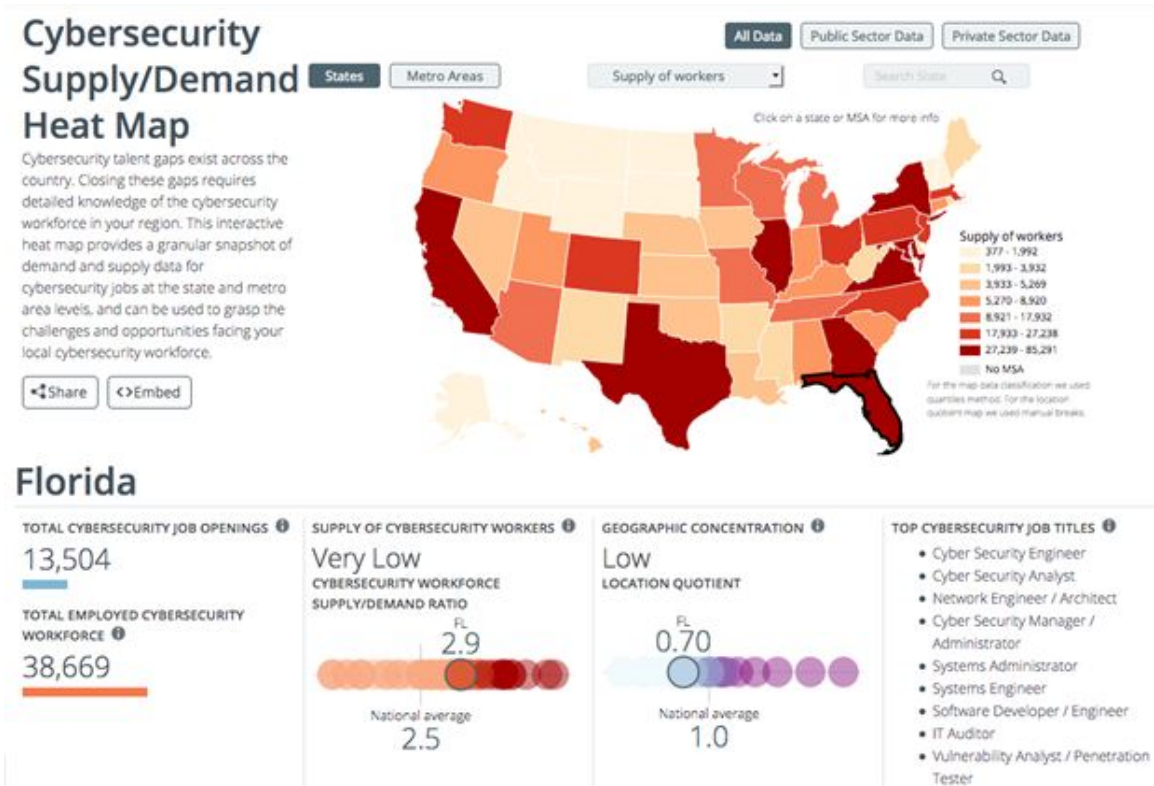 Cybersecurity
Supply/Demand
Heat Map
Cybersecurity talent gaps exist across the
country. Closing these gaps requires
detailed knowledge of the cybersecurity
workforce in your region. This interactive
heat map provides a granular snapshot of
demand and supply data for
cybersecurity jobs at the state and metro
area levels, and can be used to grasp the
challenges and opportunities facing your
local cybersecurity workforce.
Share
<>Embed
All Data
Public Sector Data
Private Sector Data
States
Metro Areas
Supply of workers
Search State
Click on a state or MSA for more info
Supply of workers
377 - 1,992
1,993 - 3,932
3,933 - 5,269
5,270 - 8,920
8,921 - 17,932
17,933 - 27,238
27,239 - 85,291
No MSA
For the map data classification we used
quantiles method. For the location
quotient map we used manual breaks.
Florida
TOTAL CYBERSECURITY JOB OPENINGS
13,504
TOTAL EMPLOYED CYBERSECURITY
WORKFORCE
38,669
SUPPLY OF CYBERSECURITY WORKERS
Very Low
CYBERSECURITY WORKFORCE
SUPPLY/DEMAND RATIO
FL
2.9
National average
2.5
GEOGRAPHIC CONCENTRATION
Low
LOCATION QUOTIENT
FL
0.70
National average
1.0
TOP CYBERSECURITY JOB TITLES
• Cyber Security Engineer
• Cyber Security Analyst
• Network Engineer / Architect
• Cyber Security Manager /
Administrator
• Systems Administrator
• Systems Engineer
• Software Developer / Engineer
• IT Auditor
• Vulnerability Analyst / Penetration
Tester